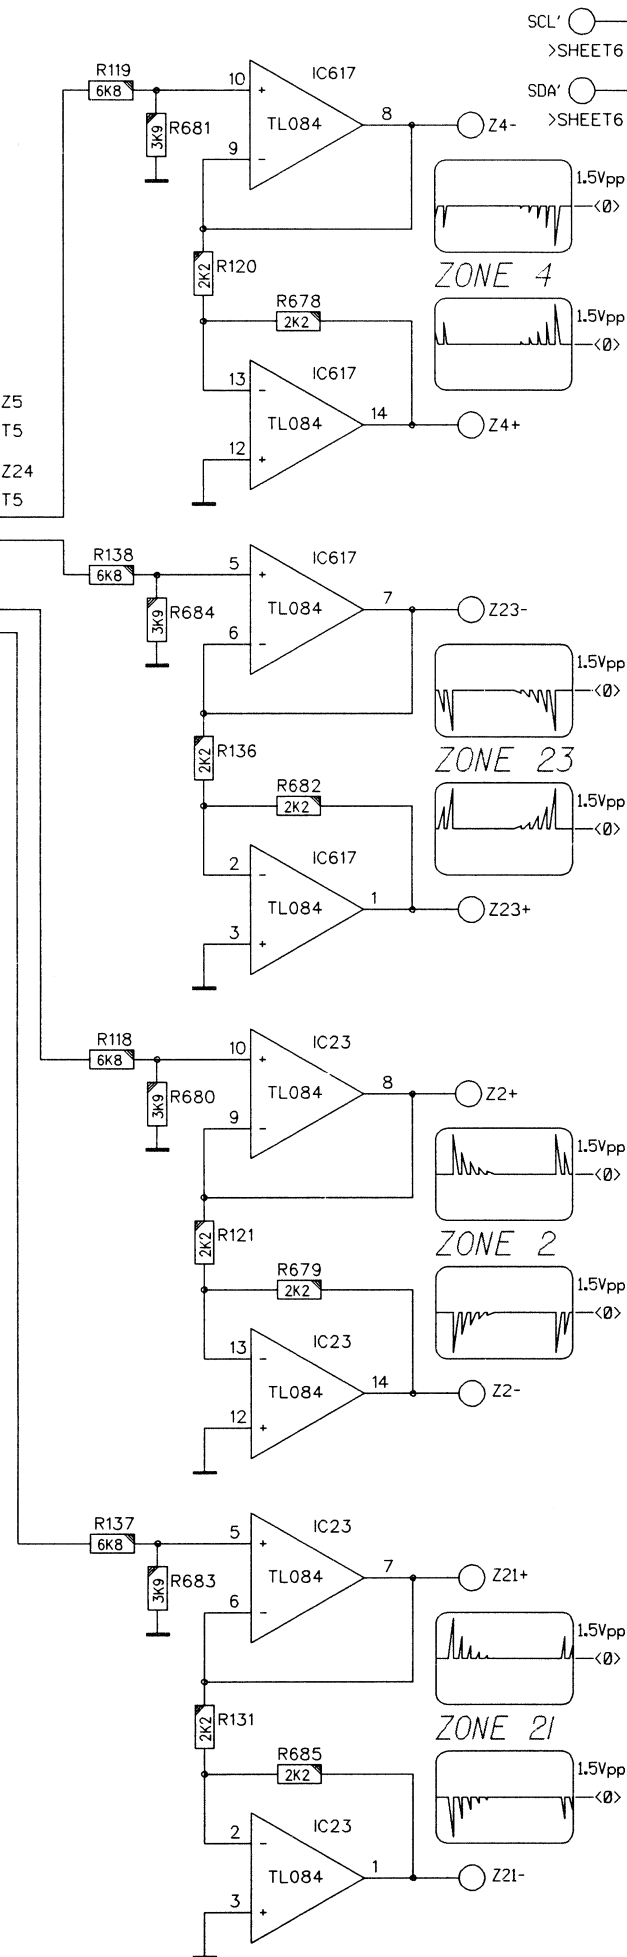 SCL'
>SHEET6
SDA'
>SHEET6
R119
6K8
10
+
IC617
TL084
8
Z4-
3K9
R681
9
-
1.5Vpp
<0>
2K2
R120
ZONE 4
R678
2K2
1.5Vpp
<0>
IC617
13
-
TL084
14
Z4+
12
+
Z5
T5
Z24
T5
R138
6K8
5
+
IC617
TL084
7
Z23-
3K9
R684
6
-
1.5Vpp
<0>
2K2
R136
ZONE 23
R682
2K2
1.5Vpp
<0>
IC617
2
-
TL084
1
Z23+
3
+
R118
6K8
10
+
IC23
TL084
8
Z2+
3K9
R680
9
-
1.5Vpp
<0>
2K2
R121
ZONE 2
R679
2K2
1.5Vpp
<0>
IC23
13
-
TL084
14
Z2-
12
+
R137
6K8
5
+
IC23
TL084
7
Z21+
3K9
R683
6
-
1.5Vpp
<0>
2K2
R131
ZONE 21
R685
2K2
1.5Vpp
<0>
IC23
2
-
TL084
1
Z21-
3
+